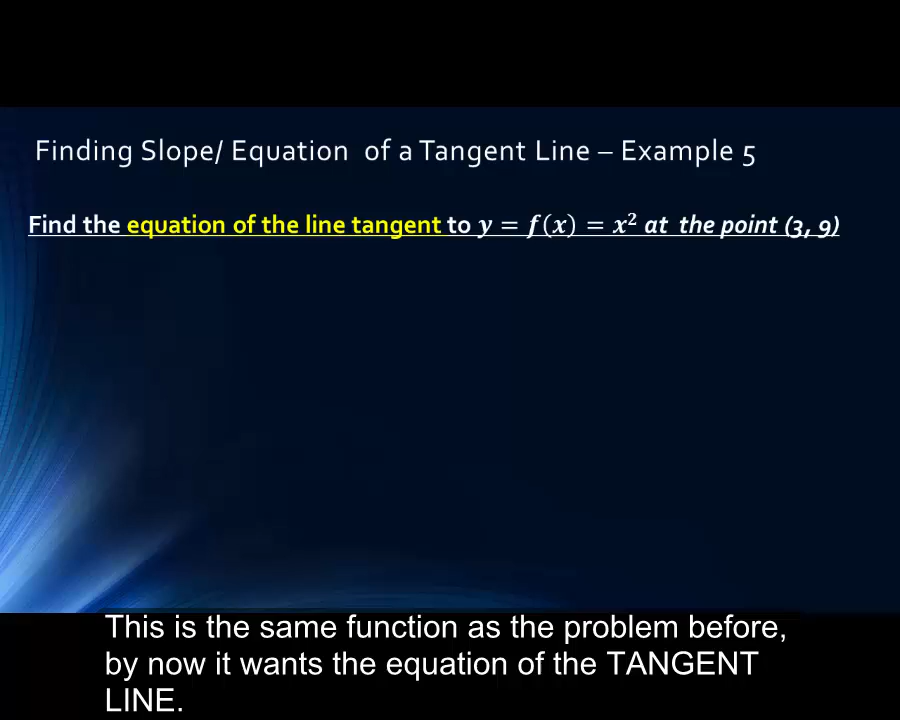 Finding Slope/ Equation of a Tangent Line – Example 5
Find the equation of the line tangent to y = f(x) = x² at the point (3, 9)
This is the same function as the problem before,
by now it wants the equation of the TANGENT
LINE.